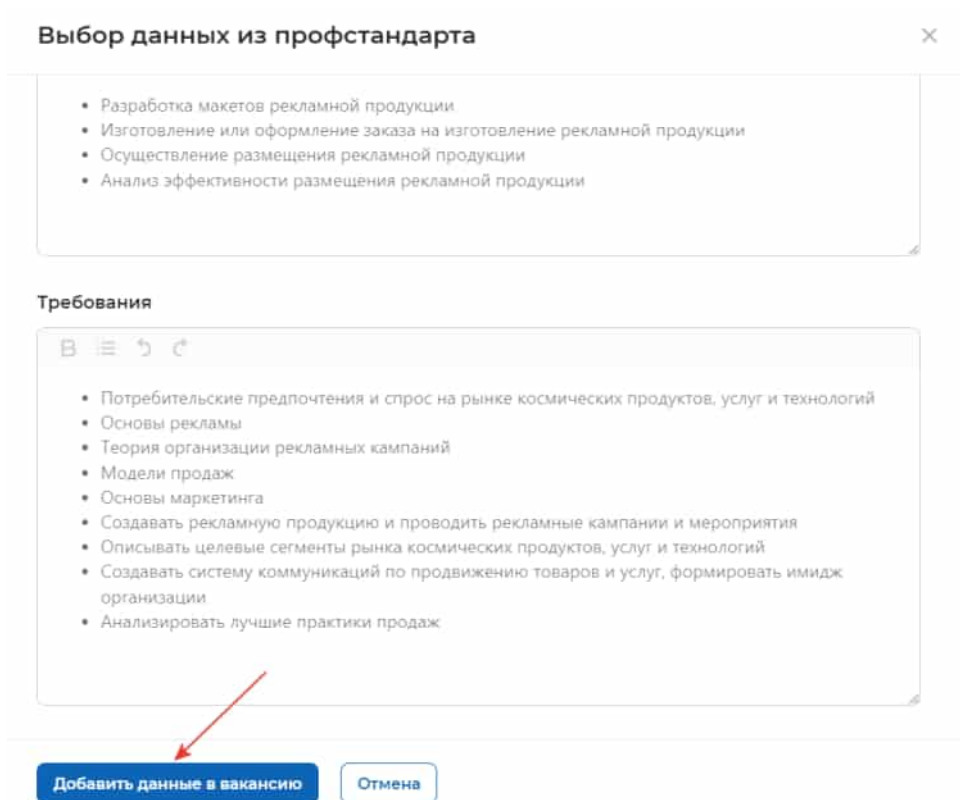 Выбор данных из профстандарта
Разработка макетов рекламной продукции
Изготовление или оформление заказа на изготовление рекламной продукции
Осуществление размещения рекламной продукции
Анализ эффективности размещения рекламной продукции
Требования
B
Потребительские предпочтения и спрос на рынке космических продуктов, услуг и технологий
Основы рекламы
Теория организации рекламных кампаний
Модели продаж
Основы маркетинга
Создавать рекламную продукцию и проводить рекламные кампании и мероприятия
Описывать целевые сегменты рынка космических продуктов, услуг и технологий
Создавать систему коммуникаций по продвижению товаров и услуг, формировать имидж
организации
Анализировать лучшие практики продаж
Добавить данные в вакансию Отмена